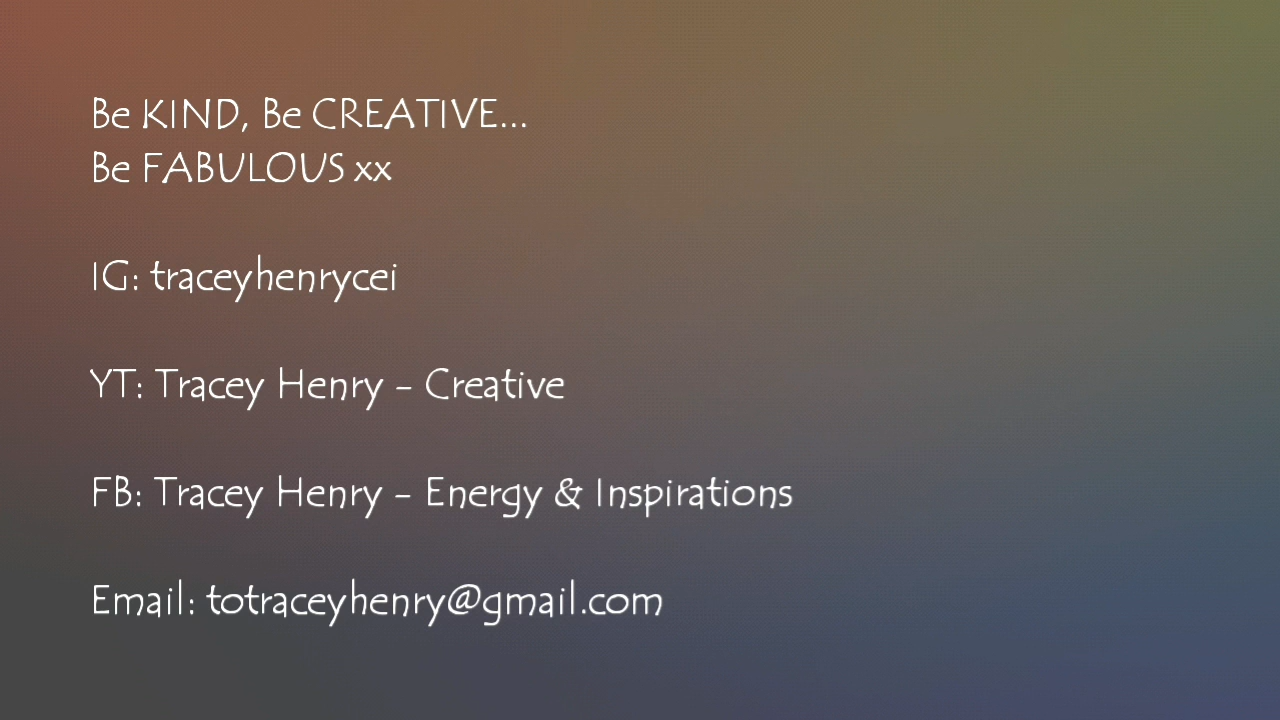 Be KIND, Be CREATIVE...
Be FABULOUS xx
IG: traceyhenrycei
YT: Tracey Henry - Creative
FB: Tracey Henry - Energy & Inspirations
Email: totraceyhenry@gmail.com